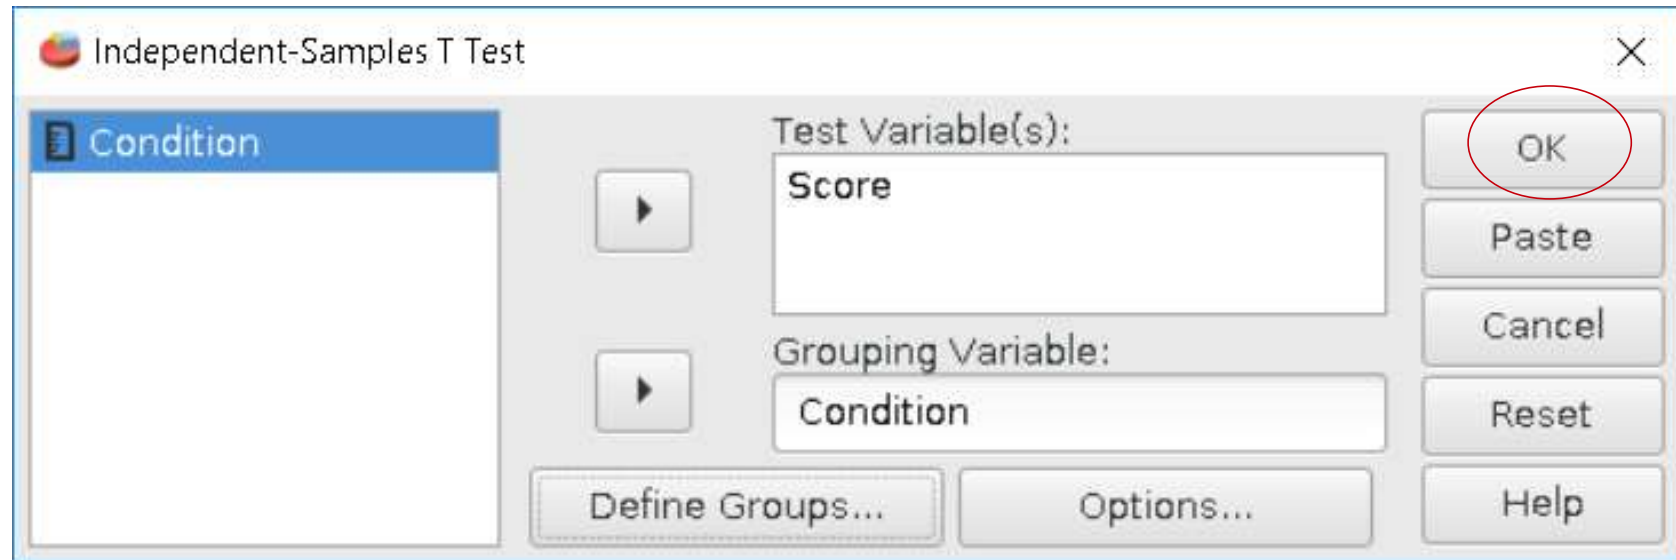 Independent-Samples T Test
Condition
Test Variable(s):
Score
Grouping Variable:
Condition
Define Groups...
Options...
OK
Paste
Cancel
Reset
Help